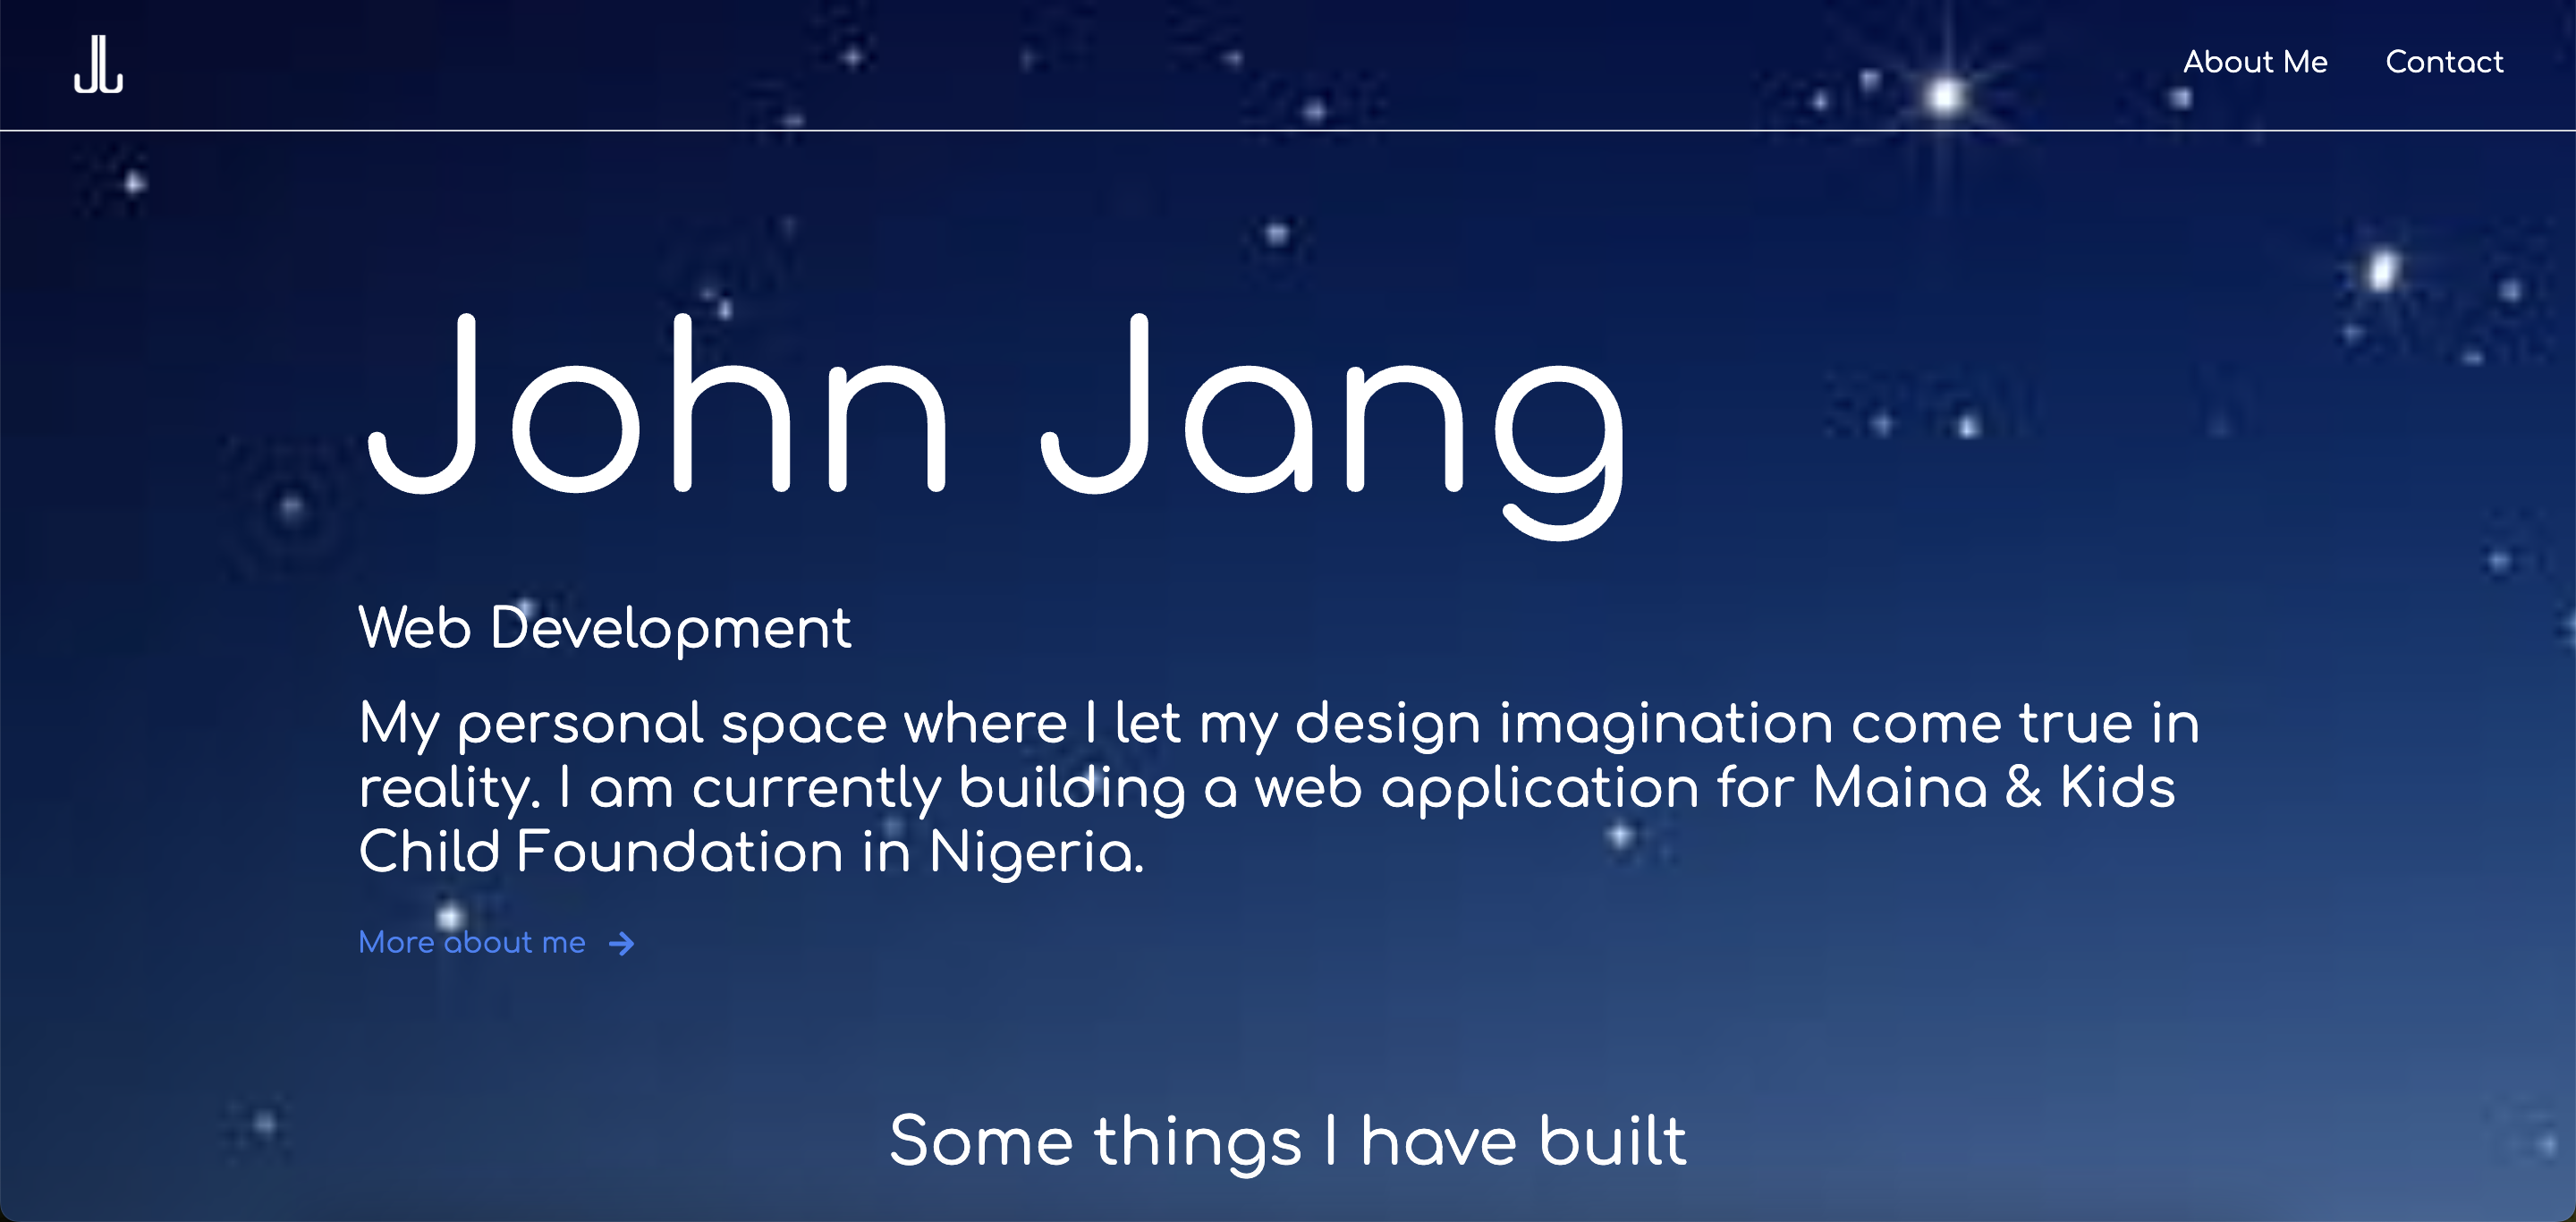 About Me Contact
John Jang
Web Development
My personal space where I let my design imagination come true in
reality. I am currently building a web application for Maina & Kids
Child Foundation in Nigeria.
More about me →
Some things I have built